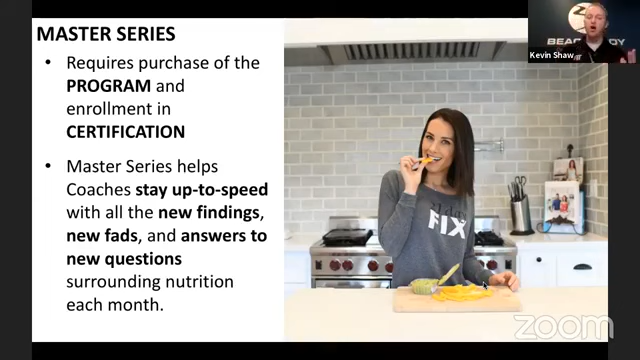 MASTER SERIES
• Requires purchase of the
PROGRAM and
enrollment in
CERTIFICATION
• Master Series helps
Coaches stay up-to-speed
with all the new findings,
new fads, and answers to
new questions
surrounding nutrition
each month.
FIX
Kevin Shaw
zoom